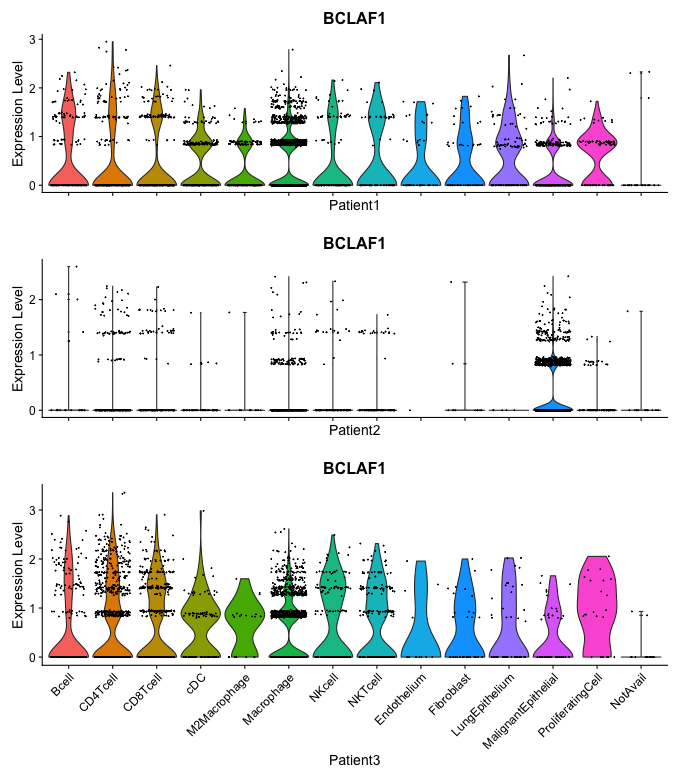 BCLAF1
Expression Level
3
2
1
0
Patient1
BCLAF1
Expression Level
2
1
0
Patient2
BCLAF1
Expression Level
3
2
1
0
Bcell
CD4Tcell
CD8Tcell
cDC
M2Macrophage
Macrophage
NKcell
NKTcell
Endothelium
Fibroblast
LungEpithelium
MalignantEpithelial
ProliferatingCell
NotAvail
Patient3